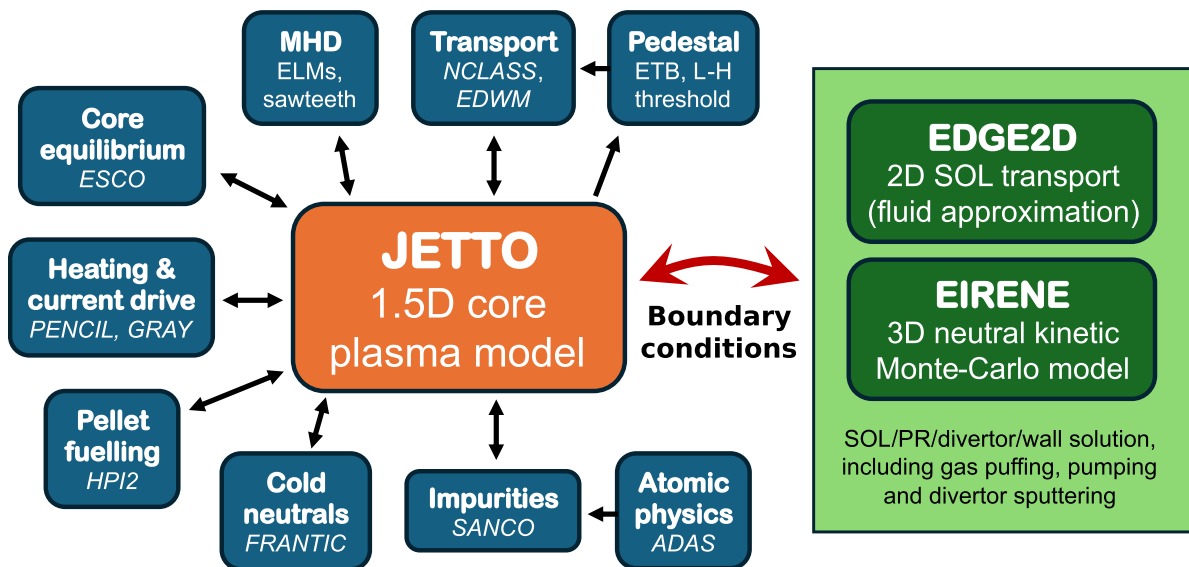 MHD
ELMs,
sawteeth
Transport
NCLASS,
EDWM
Pedestal
ETB, L-H
threshold
Core
equilibrium
ESCO
Heating &
current drive
PENCIL, GRAY
Pellet
fuelling
HPI2
Cold
neutrals
FRANTIC
Impurities
SANCO
Atomic
physics
ADAS
JETTO
1.5D core
plasma model
Boundary
conditions
EDGE2D
2D SOL transport
(fluid approximation)
EIRENE
3D neutral kinetic
Monte-Carlo model
SOL/PR/divertor/wall solution,
including gas puffing, pumping
and divertor sputtering